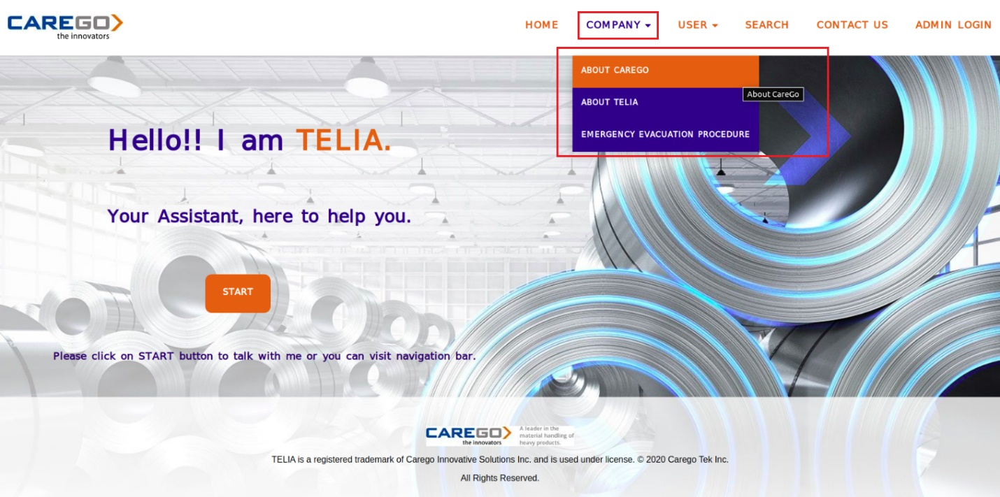 CAREGO
the innovators
HOME
COMPANY
USER
SEARCH
CONTACT US
ADMIN LOGIN
ABOUT CAREGO
About CareGo
ABOUT TELIA
EMERGENCY EVACUATION PROCEDURE
Hello!! I am TELIA.
Your Assistant, here to help you.
START
Please click on START button to talk with me or you can visit navigation bar.
CAREGO
the innovators
A leader in the
material handling of
heavy products.
TELIA is a registered trademark of Carego Innovative Solutions Inc. and is used under license. © 2020 Carego Tek Inc.
All Rights Reserved.